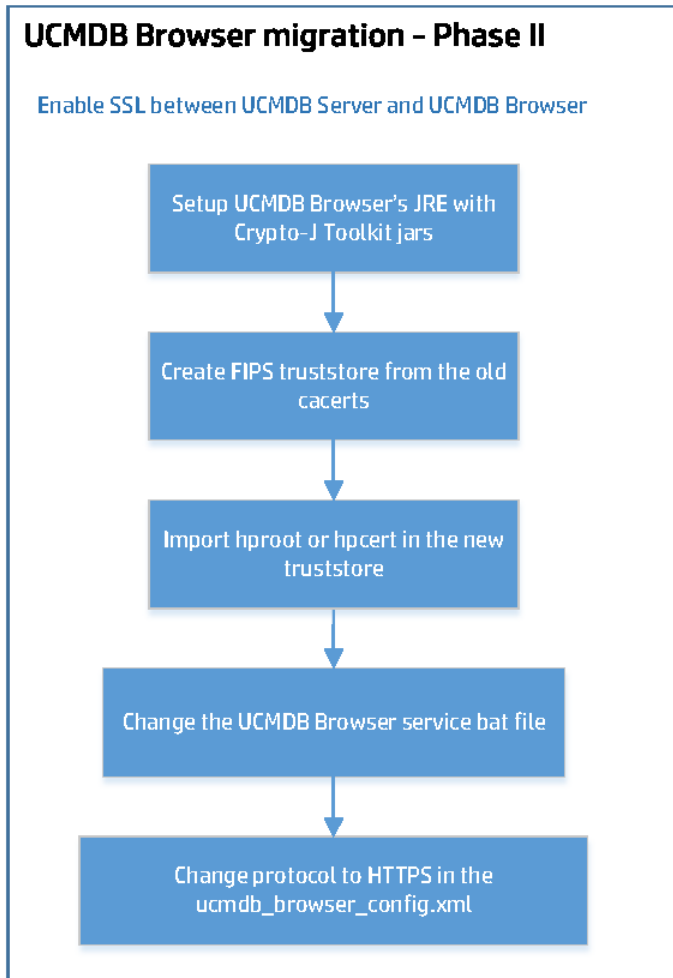 UCMDB Browser migration - Phase II
Enable SSL between UCMDB Server and UCMDB Browser
Setup UCMDB Browser's JRE with
Crypto-J Toolkit jars
Create FIPS truststore from the old
cacerts
Import hproot or hpcert in the new
truststore
Change the UCMDB Browser service bat file
Change protocol to HTTPS in the
ucmdb_browser_config.xml